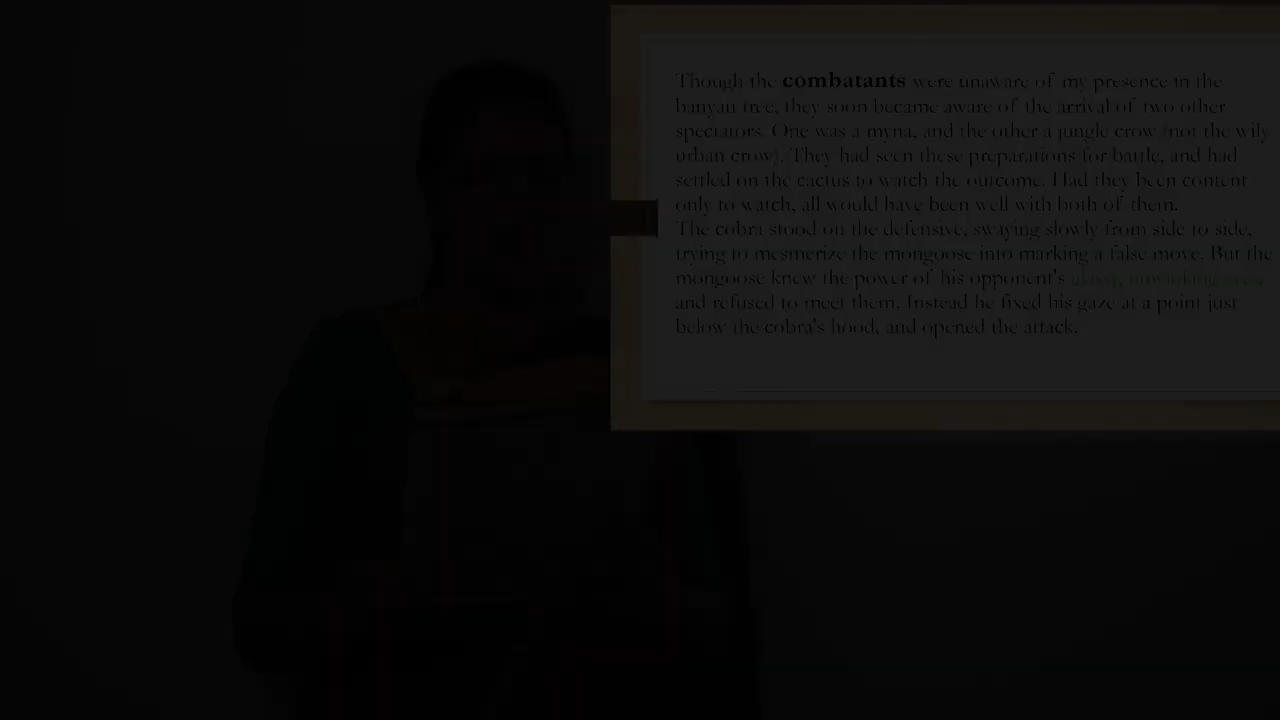 Though the combatants were unaware of my presence in the
banyan tree, they soon became aware of the arrival of two other
spectators. One was a myna, and the other a jungle crow (not the wily
urban crow). They had seen these preparations for battle, and had
settled on the cactus to watch the outcome. Had they been content
only to watch, all would have been well with both of them.
The cobra stood on the defensive, swaying slowly from side to side,
trying to mesmerize the mongoose into marking a false move. But the
mongoose knew the power of his opponent's glassy, unwinking eyes,
and refused to meet them. Instead he fixed his gaze at a point just
below the cobra's hood, and opened the attack.